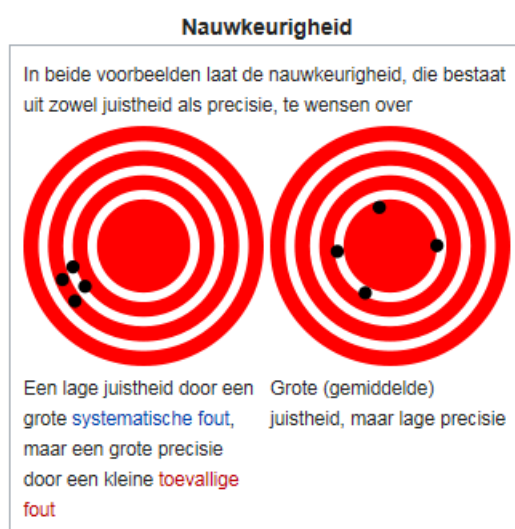 Nauwkeurigheid
In beide voorbeelden laat de nauwkeurigheid, die bestaat
uit zowel juistheid als precisie, te wensen over
Een lage juistheid door een
grote systematische fout,
maar een grote precisie
door een kleine toevallige
fout
Grote (gemiddelde)
juistheid, maar lage precisie